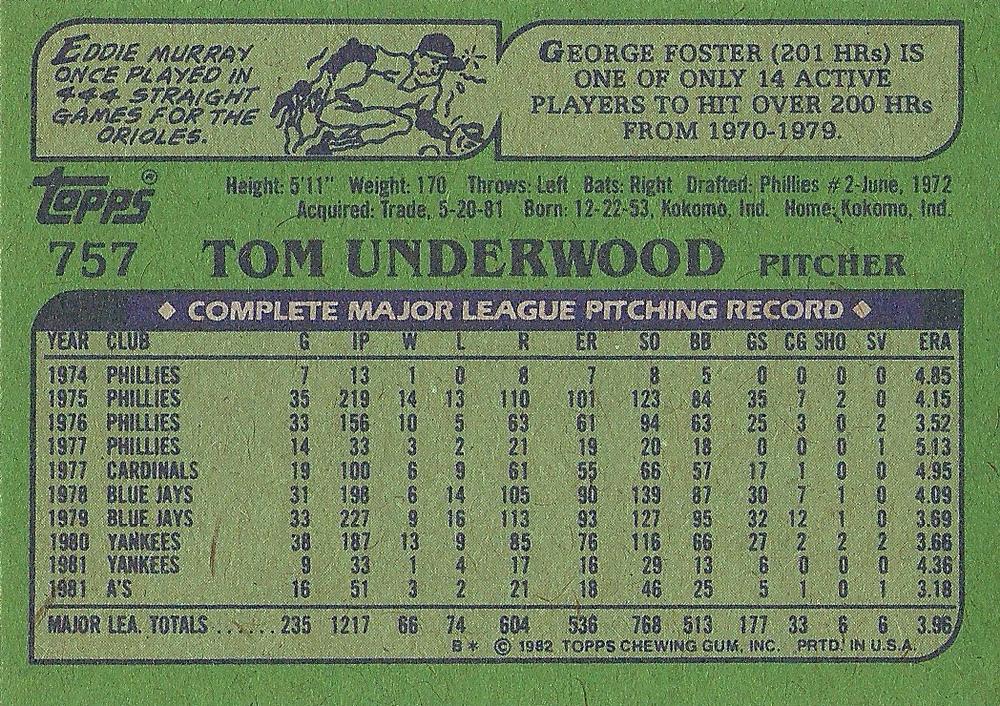 EDDIE MURRAY
ONCE PLAYED IN
444 STRAIGHT
GAMES FOR THE
ORIOLES.
GEORGE FOSTER (201 HRs) IS
ONE OF ONLY 14 ACTIVE
PLAYERS TO HIT OVER 200 HRs
FROM 1970-1979.
Topps®
Height: 5'11" Weight: 170 Throws: Left Bats: Right Drafted: Phillies #2-June, 1972
Acquired: Trade, 5-20-81 Born: 12-22-53, Kokomo, Ind. Home: Kokomo, Ind.
757 TOM UNDERWOOD PITCHER
◆ COMPLETE MAJOR LEAGUE PITCHING RECORD ◆
YEAR CLUB G IP W L R ER SO BB GS CG SHO SV ERA
1974 PHILLIES 7 13 1 0 8 7 8 5 0 0 0 0 4.85
1975 PHILLIES 35 219 14 13 110 101 123 84 35 7 2 0 4.15
1976 PHILLIES 33 156 10 5 63 61 94 63 25 3 0 2 3.52
1977 PHILLIES 14 33 3 2 21 19 20 18 0 0 0 1 5.13
1977 CARDINALS 19 100 6 9 61 55 66 57 17 1 0 0 4.95
1978 BLUE JAYS 31 198 6 14 105 90 139 87 30 7 1 0 4.09
1979 BLUE JAYS 33 227 9 16 113 93 127 95 32 12 1 0 3.69
1980 YANKEES 38 187 13 9 85 76 116 66 27 2 2 2 3.66
1981 YANKEES 9 33 1 4 17 16 29 13 6 0 0 0 4.36
1981 A'S 16 51 3 2 21 18 46 25 5 1 0 1 3.18
MAJOR LEA. TOTALS ...... 235 1217 66 74 604 536 768 513 177 33 6 6 3.96
B* © 1982 TOPPS CHEWING GUM, INC. PRTD. IN U.S.A.